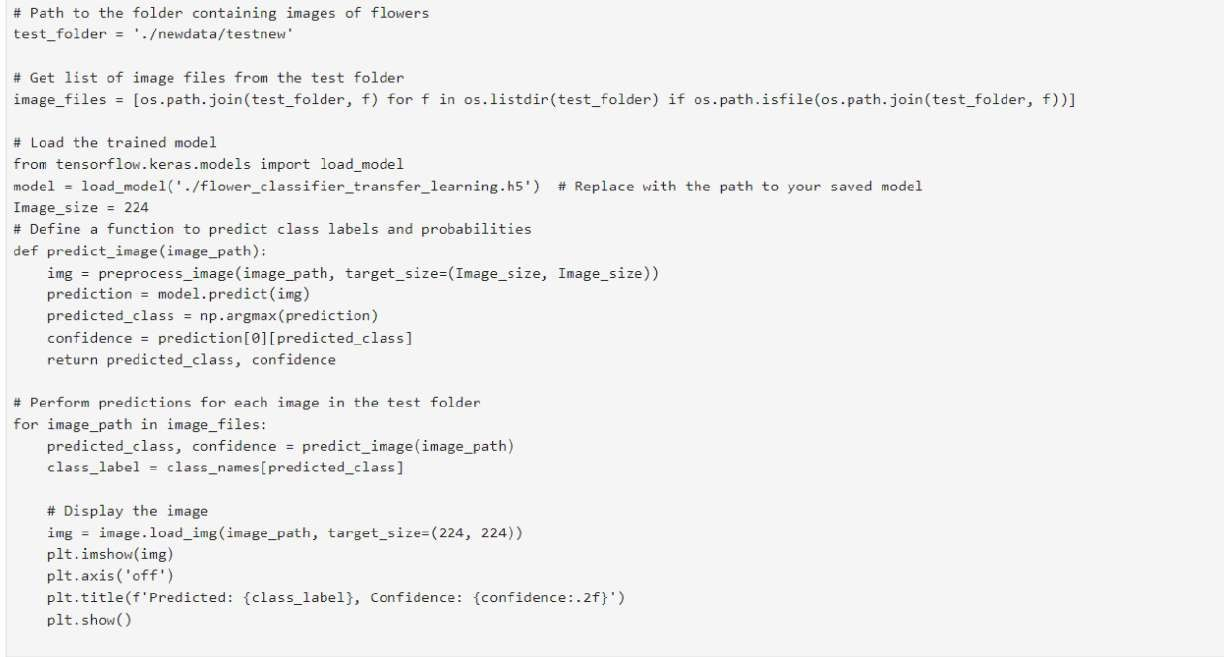 # Path to the folder containing images of flowers
test_folder = './newdata/testnew'
# Get list of image files from the test folder
image_files = [os.path.join(test_folder, f) for f in os.listdir(test_folder) if os.path.isfile(os.path.join(test_folder, f))]
# Load the trained model
from tensorflow.keras.models import load_model
model = load_model('./flower_classifier_transfer_learning.h5')  # Replace with the path to your saved model
Image_size = 224
# Define a function to predict class labels and probabilities
def predict_image(image_path):
    img = preprocess_image(image_path, target_size=(Image_size, Image_size))
    prediction = model.predict(img)
    predicted_class = np.argmax(prediction)
    confidence = prediction[0][predicted_class]
    return predicted_class, confidence
# Perform predictions for each image in the test folder
for image_path in image_files:
    predicted_class, confidence = predict_image(image_path)
    class_label = class_names[predicted_class]
    # Display the image
    img = image.load_img(image_path, target_size=(224, 224))
    plt.imshow(img)
    plt.axis('off')
    plt.title(f'Predicted: {class_label}, Confidence: {confidence:.2f}')
    plt.show()